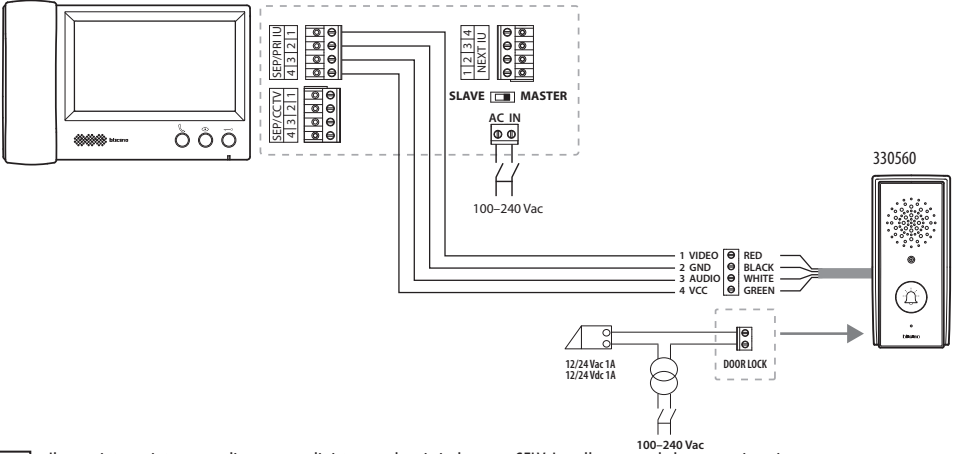 SEP/PRI IU
4 3 2 1
1 2 3 4
NEXT IU
SLAVE MASTER
SEP/CCTV
4 3 2 1
AC IN
100–240 Vac
bticino
330560
1 VIDEO RED
2 GND BLACK
3 AUDIO WHITE
4 VCC GREEN
12/24 Vac 1A
12/24 Vdc 1A
DOOR LOCK
100–240 Vac